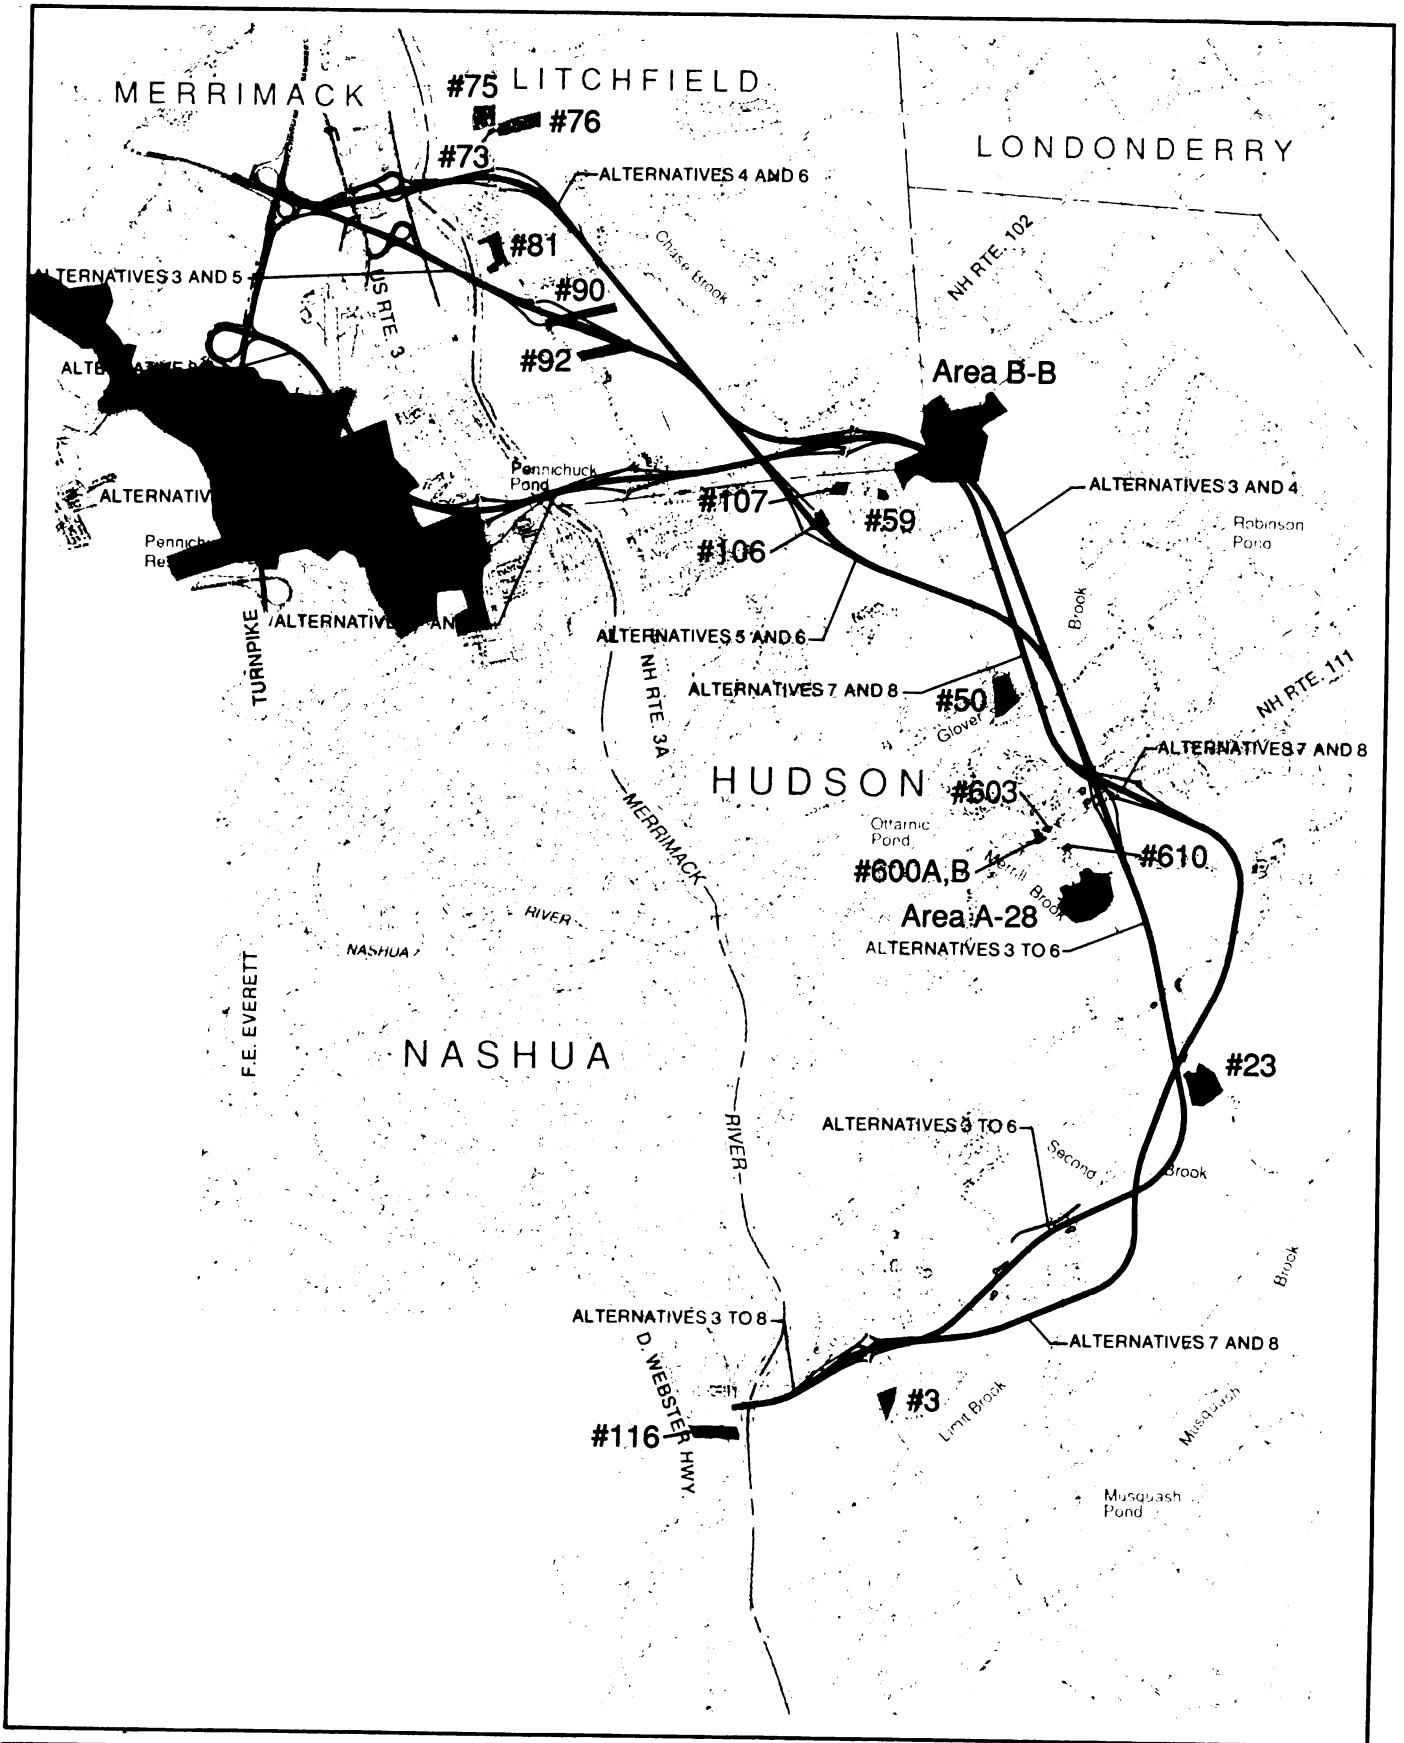 MERRIMACK
#75
LITCHFIELD
#76
#73
LONDONDERRY
ALTERNATIVES 4 AND 6
NH RTE. 102
Chase Brook
#81
ALTERNATIVES 3 AND 5
US RTE 3
#90
#92
Area B-B
Pennichuck
Pond
#107
#59
#106
ALTERNATIVES 3 AND 4
Robinson
Pond
Brook
TURNPIKE
ALTERNATIVES 5 AND 6
NH RTE. 3A
ALTERNATIVES 7 AND 8
#50
Glover
NH RTE. 111
ALTERNATIVES 7 AND 8
HUDSON
#603
Ottarnic
Pond
#600A,B
Merrill
Brook
#610
Area A-28
ALTERNATIVES 3 TO 6
MERRIMACK
RIVER
NASHUA
F.E. EVERETT
NASHUA
#23
ALTERNATIVES 3 TO 6
RIVER
Second
Brook
Brook
ALTERNATIVES 3 TO 8
D. WEBSTER HWY.
ALTERNATIVES 7 AND 8
#3
Limit Brook
Musquash
#116
Musquash
Pond